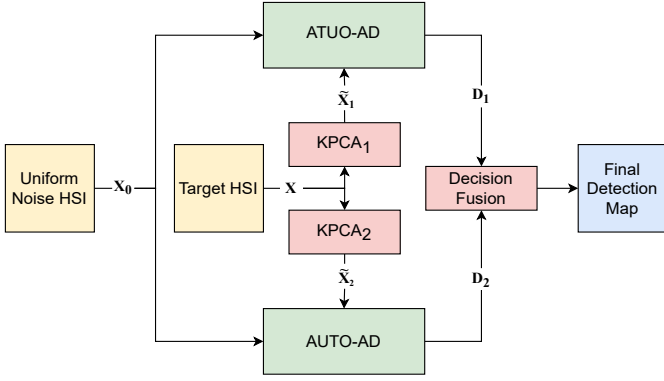 ATUO-AD
D₁
X̃₁
KPCA₁
Uniform
Noise HSI
X₀
Target HSI
X
Decision
Fusion
Final
Detection
Map
KPCA₂
X̃₂
D₂
AUTO-AD